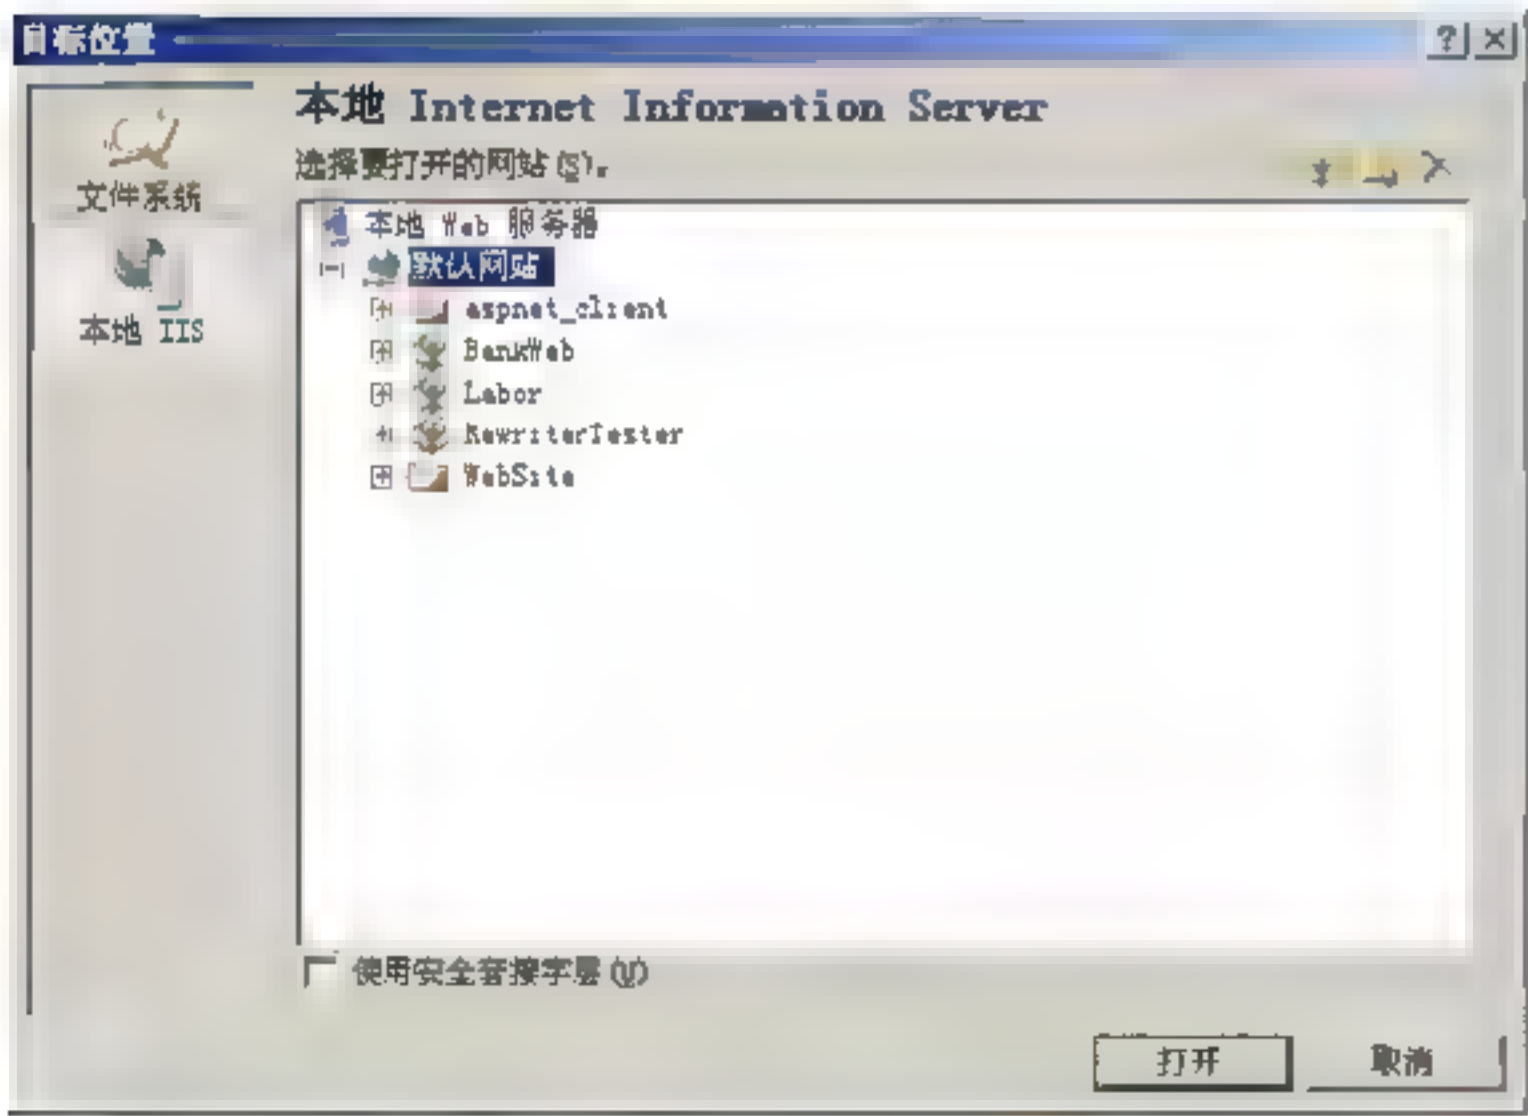 目标位置
文件系统
本地 IIS
本地 Internet Information Server
选择要打开的网站(S)。
本地 Web 服务器
默认网站
aspnet_client
BankWeb
Labor
RewriterTester
WebSite
使用安全套接字层(U)
打开
取消